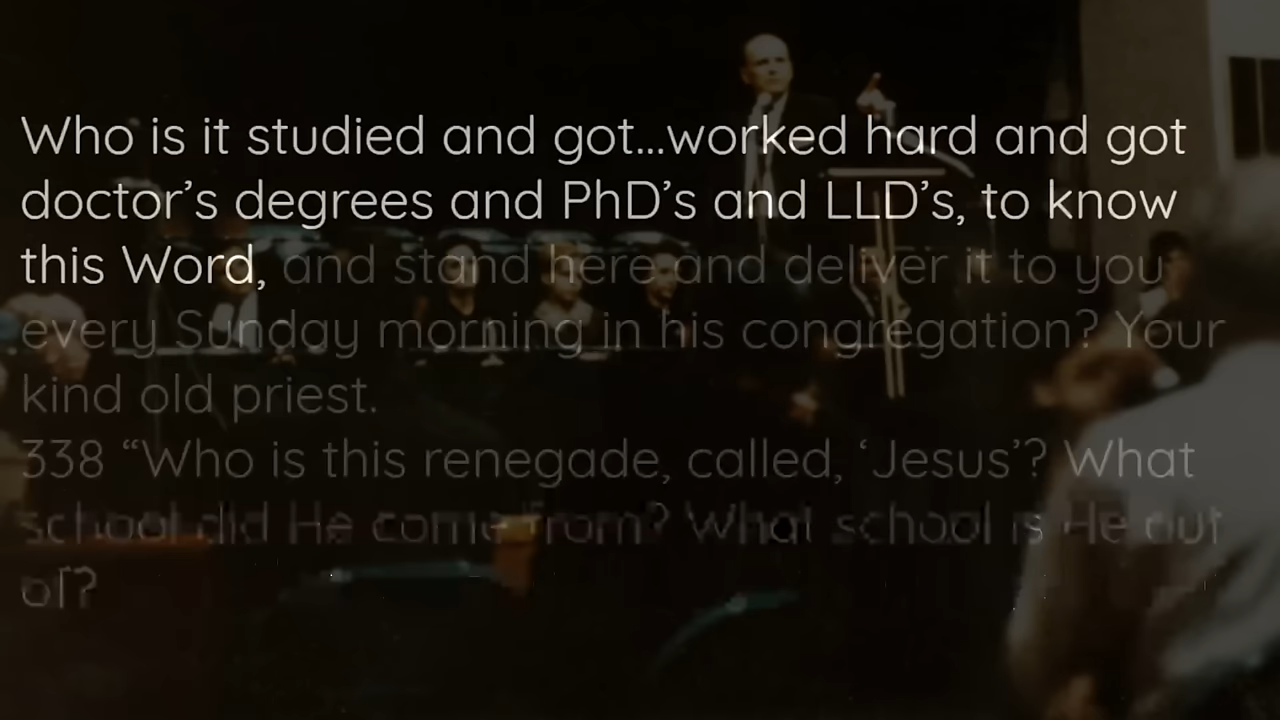 Who is it studied and got...worked hard and got
doctor’s degrees and PhD’s and LLD’s, to know
this Word, and stand here and deliver it to you
every Sunday morning in his congregation? Your
kind old priest.
338 “Who is this renegade, called, ‘Jesus’? What
school did He come from? What school is He out
of?